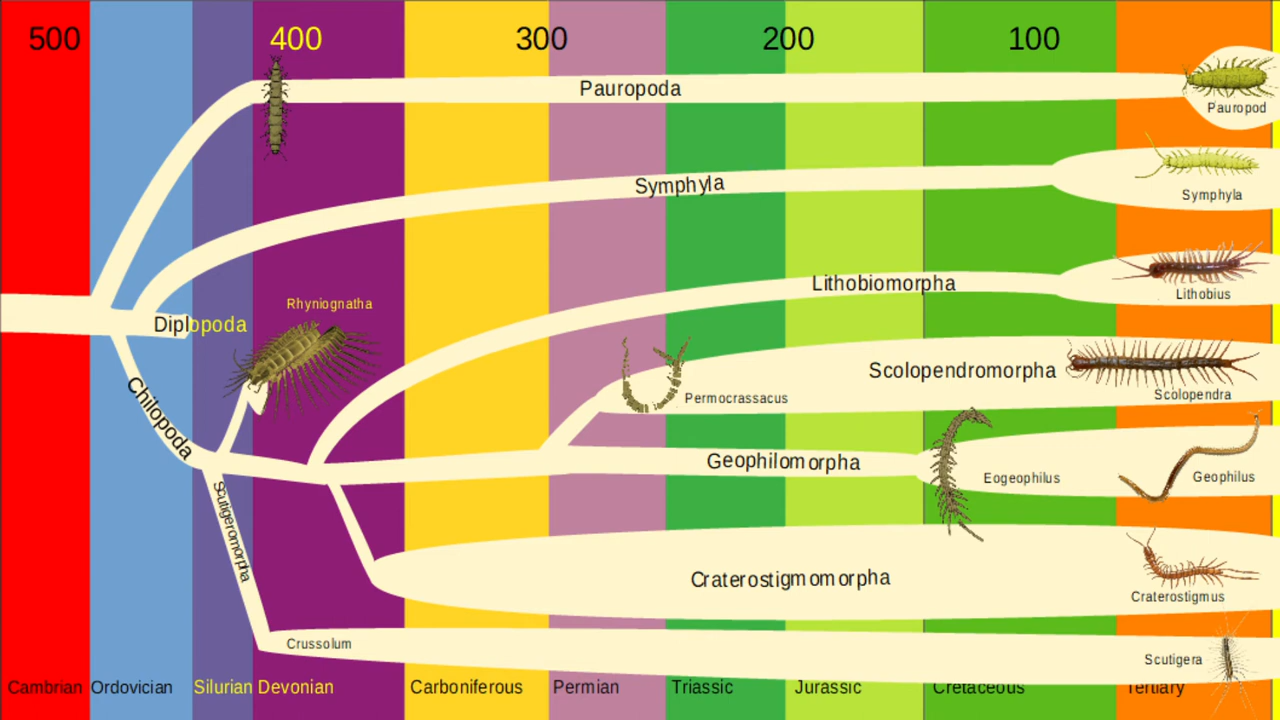 500
400
300
200
100
Pauropoda
Pauropod
Symphyla
Symphyla
Lithobiomorpha
Lithobius
Rhyniognatha
Diplopoda
Chilopoda
Scolopendromorpha
Scolopendra
Permocrassacus
Geophilomorpha
Eogeophilus
Geophilus
Scutigeromorpha
Craterostigmomorpha
Craterostigmus
Crussolum
Scutigera
Cambrian
Ordovician
Silurian
Devonian
Carboniferous
Permian
Triassic
Jurassic
Cretaceous
Tertiary